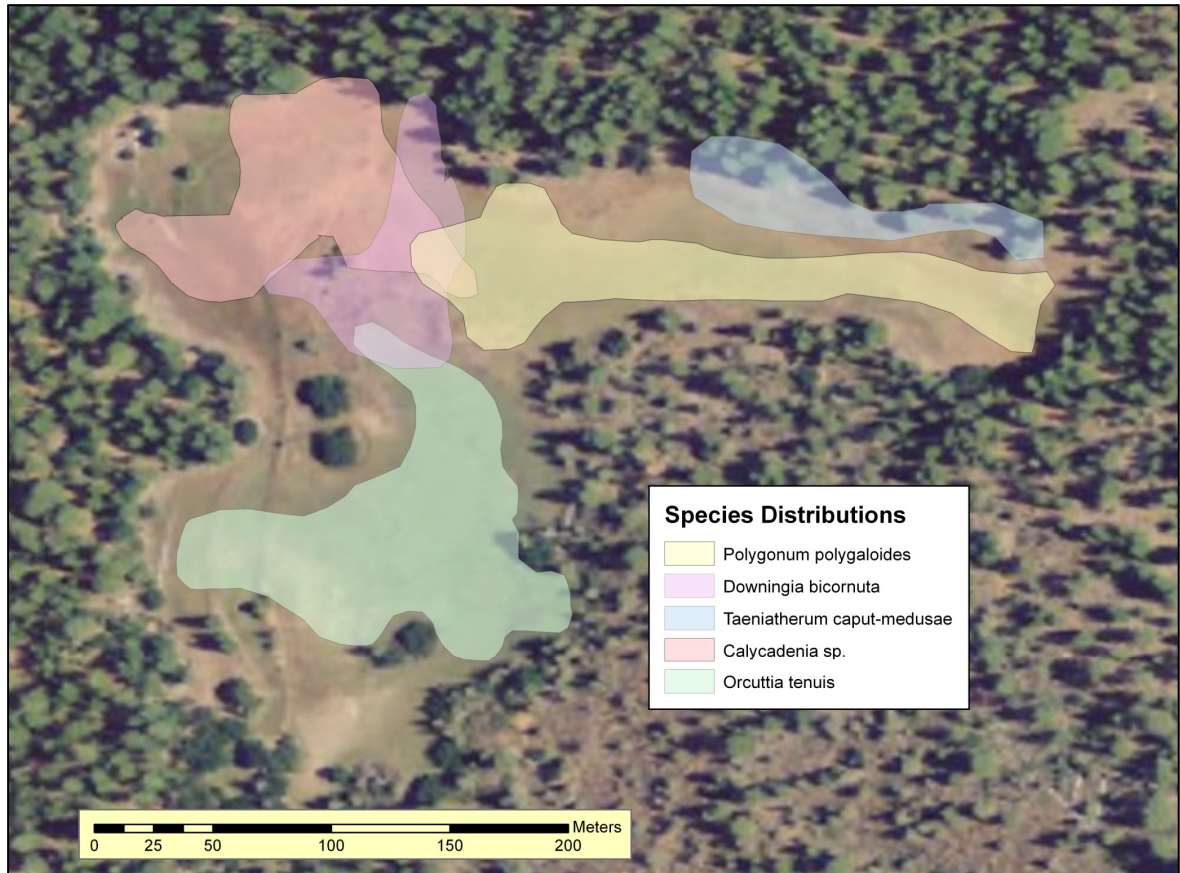 Species Distributions
Polygonum polygaloides
Downingia bicornuta
Taeniatherum caput-medusae
Calycadenia sp.
Orcuttia tenuis
Meters
0 25 50 100 150 200